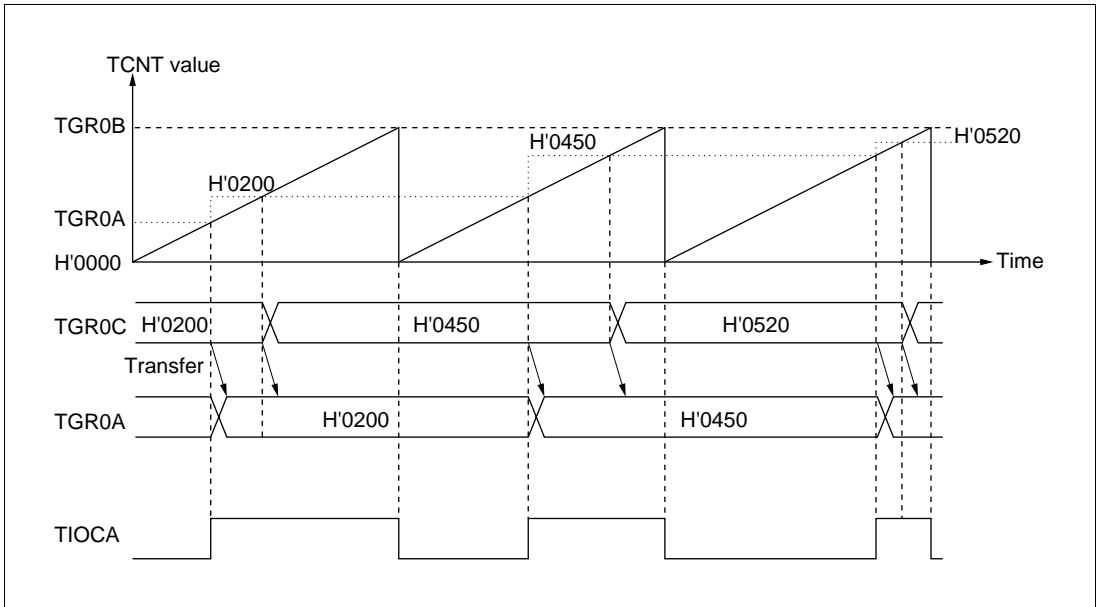 TCNT value
TGR0B
H'0520
H'0450
H'0200
TGR0A
H'0000
Time
TGR0C
H'0200
H'0450
H'0520
Transfer
TGR0A
H'0200
H'0450
TIOCA